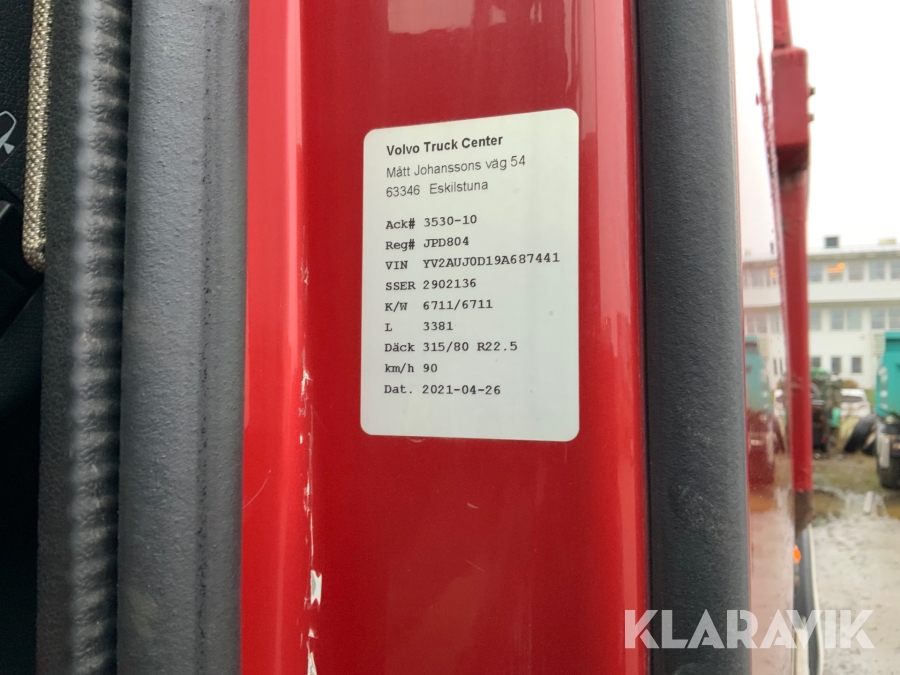 Volvo Truck Center
Mått Johanssons väg 54
63346 Eskilstuna
Ack# 3530-10
Reg# JPD804
VIN YV2AUJ0D19A687441
SSER 2902136
K/W 6711/6711
L 3381
Däck 315/80 R22.5
km/h 90
Dat. 2021-04-26
KLARAVIK